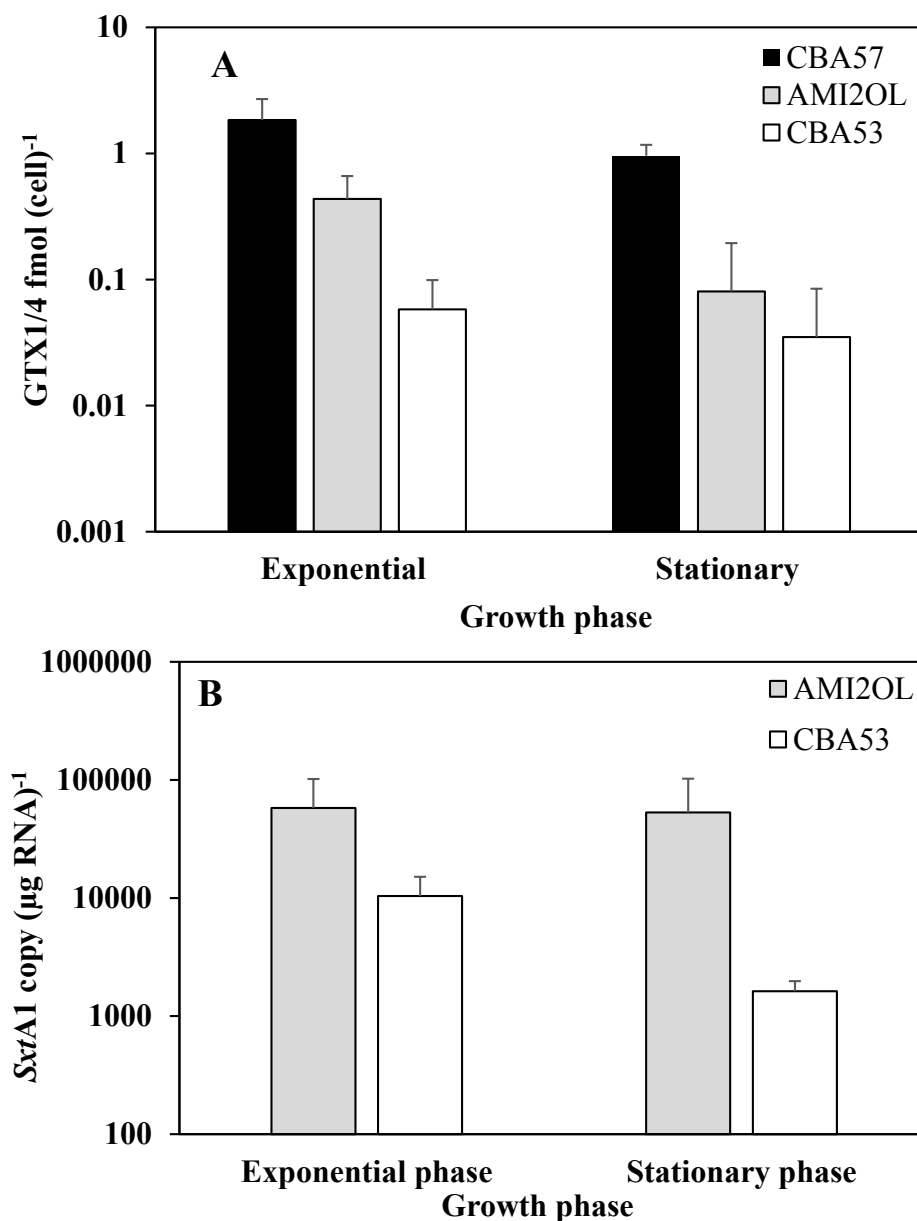 10
A
CBA57
AMI2OL
CBA53
1
0.1
0.01
0.001
GTX1/4 fmol (cell)-1
Exponential
Stationary
Growth phase
1000000
B
AMI2OL
CBA53
100000
10000
1000
100
SxtA1 copy (µg RNA)-1
Exponential phase
Stationary phase
Growth phase